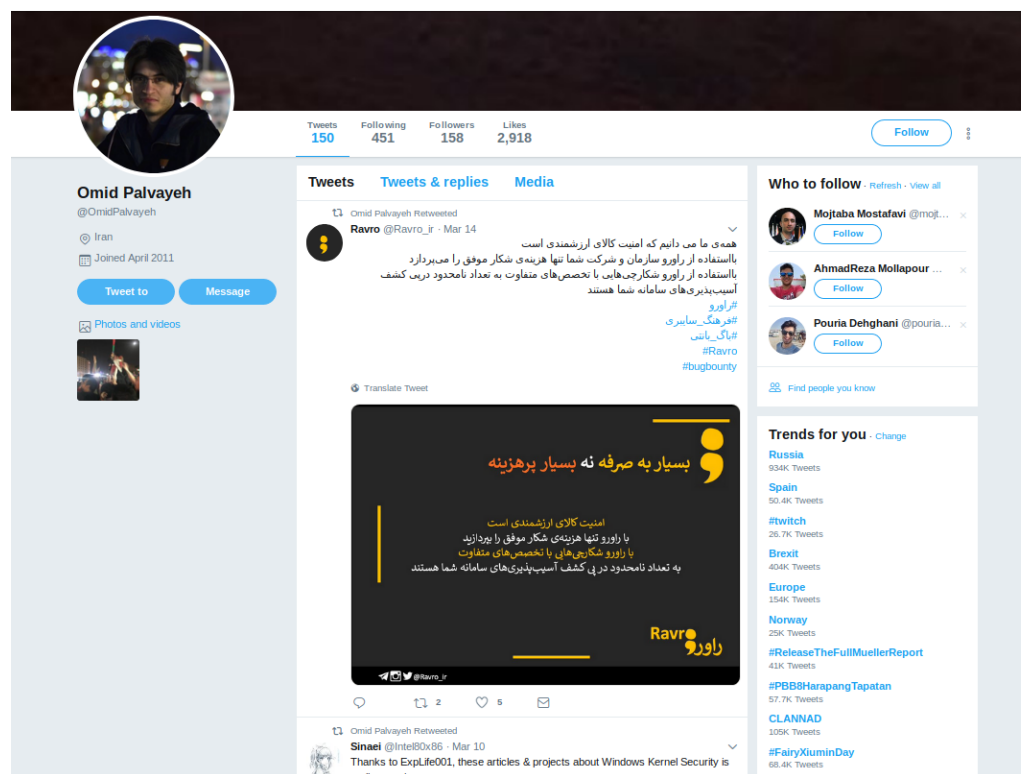 Tweets
150
Following
451
Followers
158
Likes
2,918
Follow
Omid Palvayeh
@OmidPalvayeh
Iran
Joined April 2011
Tweet to
Message
Photos and videos
Tweets
Tweets & replies
Media
Omid Palvayeh Retweeted
Ravro @Ravro_ir · Mar 14
همه‌ی ما می دانیم که امنیت کالای ارزشمندی است
بااستفاده از راورو سازمان و شرکت شما تنها هزینه‌ی شکار موفق را می‌پردازد
بااستفاده از راورو شکارچی‌هایی با تخصص‌های متفاوت به تعداد نامحدود درپی کشف
آسیب‌پذیری‌های سامانه شما هستند
#راورو
#فرهنگ_سایبری
#باگ_بانتی
#Ravro
#bugbounty
Translate Tweet
بسیار به صرفه نه بسیار پرهزینه
امنیت کالای ارزشمندی است
با راورو تنها هزینه‌ی شکار موفق را بپردازید
با راورو شکارچی‌هایی با تخصص‌های متفاوت
به تعداد نامحدود در پی کشف آسیب‌پذیری‌های سامانه شما هستند
Ravro
راورو
@Ravro_ir
2
5
Omid Palvayeh Retweeted
Sinaei @Intel80x86 · Mar 10
Thanks to ExpLife001, these articles & projects about Windows Kernel Security is
Who to follow · Refresh · View all
Mojtaba Mostafavi @mojt...
Follow
AhmadReza Mollapour ...
Follow
Pouria Dehghani @pouria...
Follow
Find people you know
Trends for you · Change
Russia
934K Tweets
Spain
50.4K Tweets
#twitch
26.7K Tweets
Brexit
404K Tweets
Europe
154K Tweets
Norway
25K Tweets
#ReleaseTheFullMuellerReport
41K Tweets
#PBB8HarapangTapatan
57.7K Tweets
CLANNAD
105K Tweets
#FairyXiuminDay
68.4K Tweets